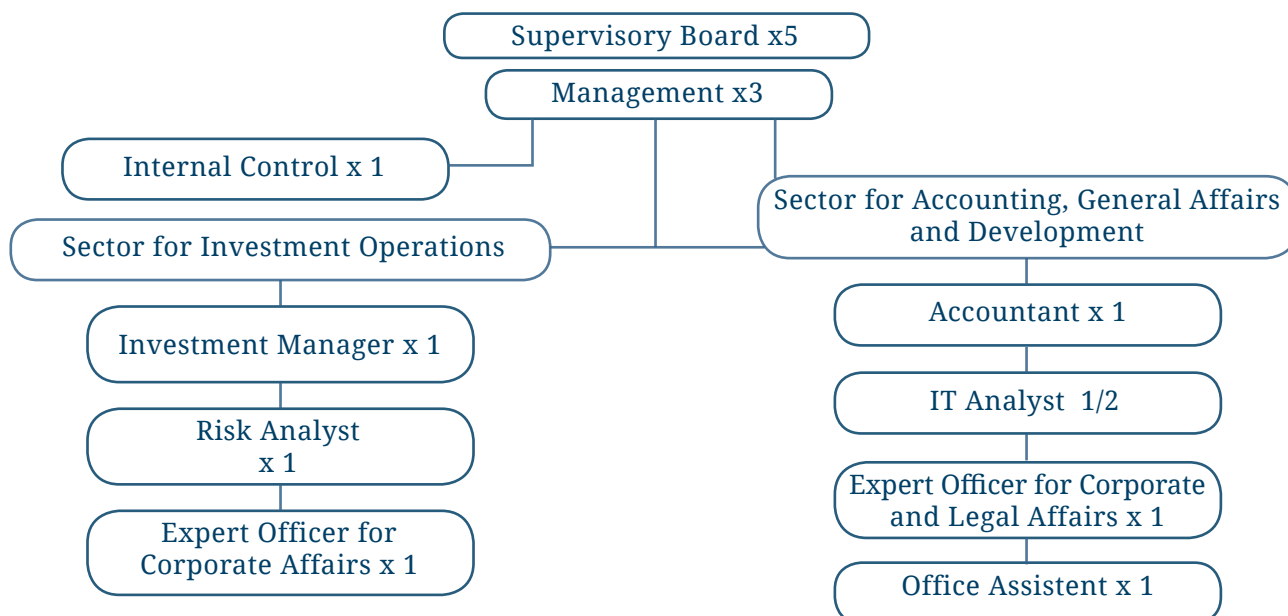 Supervisory Board x5
Management x3
Internal Control x 1
Sector for Accounting, General Affairs
and Development
Sector for Investment Operations
Investment Manager x 1
Risk Analyst
x 1
Expert Officer for
Corporate Affairs x 1
Accountant x 1
IT Analyst  1/2
Expert Officer for Corporate
and Legal Affairs x 1
Office Assistent x 1